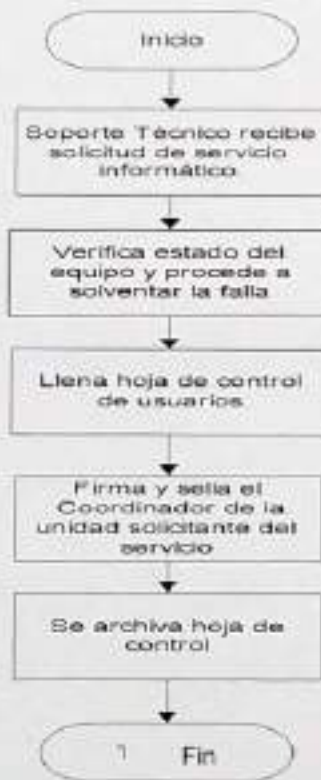 Inicio
Soporte Técnico recibe
solicitud de servicio
informático.
Verifica estado del
equipo y procede a
solventar la falla
Llena hoja de control
de usuarios
Firma y sella el
Coordinador de la
unidad solicitante del
servicio
Se archiva hoja de
control
Fin